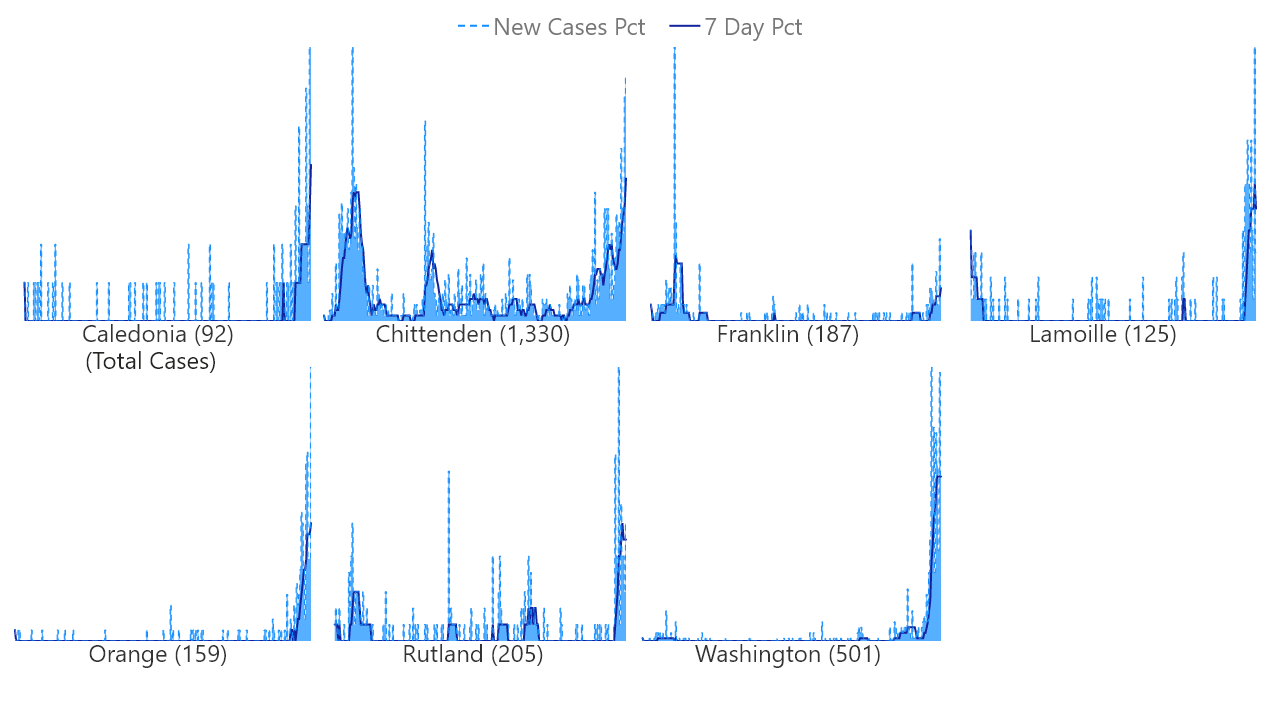 New Cases Pct 7 Day Pct
Caledonia (92) Chittenden (1,330) Franklin (187) Lamoille (125)
(Total Cases)
Orange (159) Rutland (205) Washington (501)